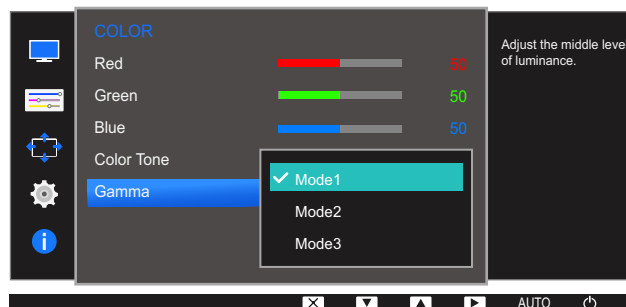 COLOR
Red 50
Green 50
Blue 50
Color Tone
Gamma
Mode1
Mode2
Mode3
Adjust the middle leve
of luminance.
AUTO